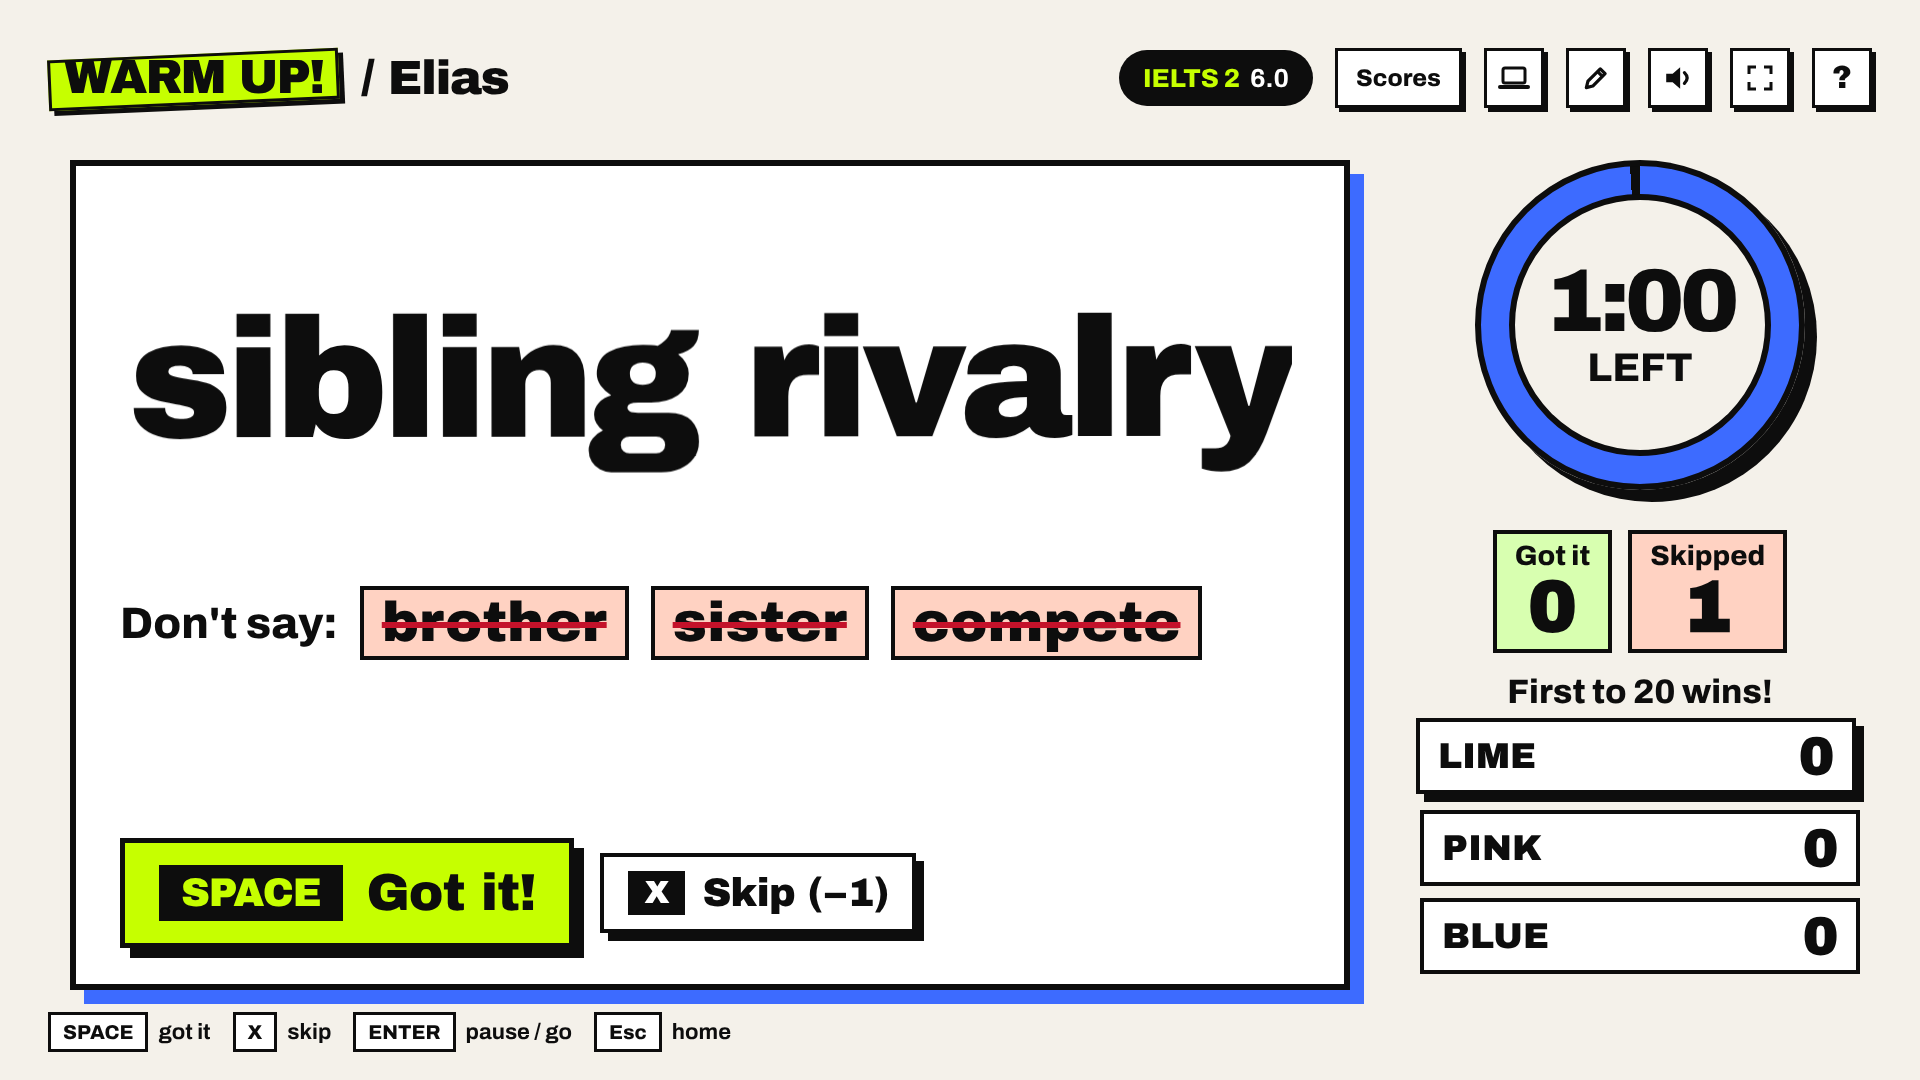 WARM UP! / Elias
IELTS 2 6.0
Scores
?
sibling rivalry
Don't say: brother sister compete
SPACE Got it!
X Skip (−1)
1:00
LEFT
Got it
0
Skipped
1
First to 20 wins!
LIME 0
PINK 0
BLUE 0
SPACE got it X skip ENTER pause / go Esc home